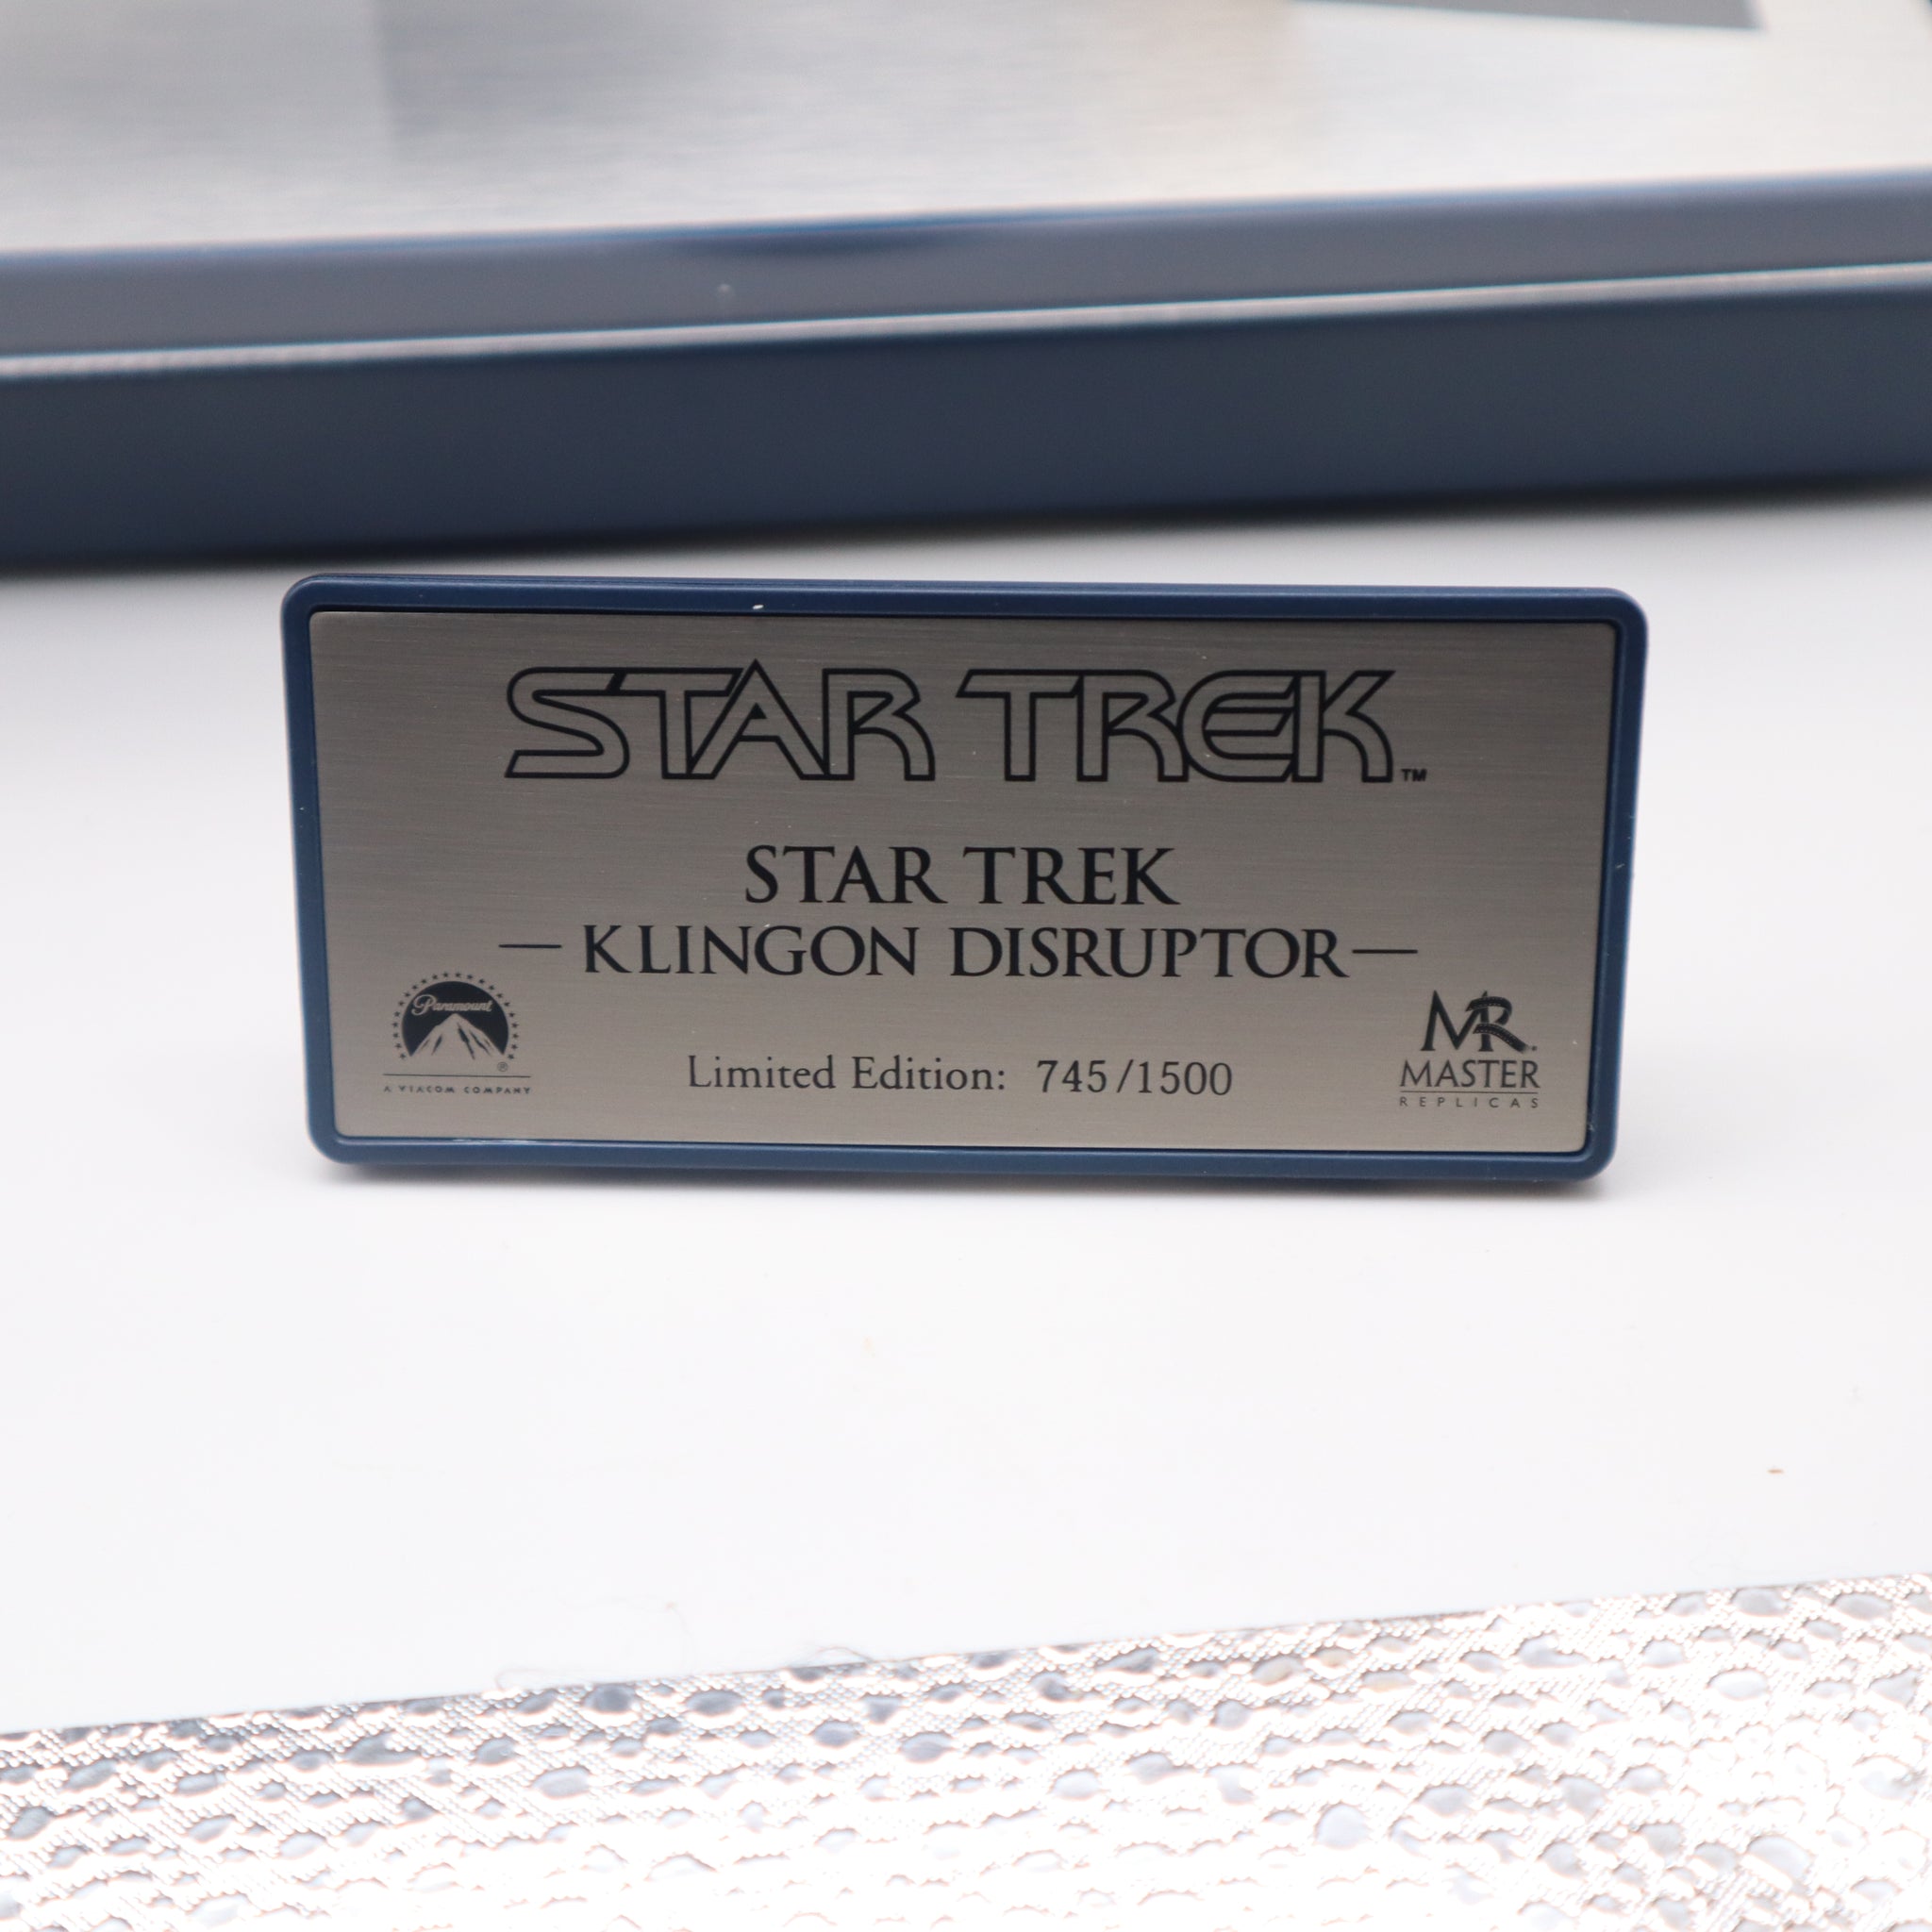 STAR TREK™
STAR TREK
— KLINGON DISRUPTOR —
Paramount®
A VIACOM COMPANY
Limited Edition: 745/1500
MR
MASTER
REPLICAS